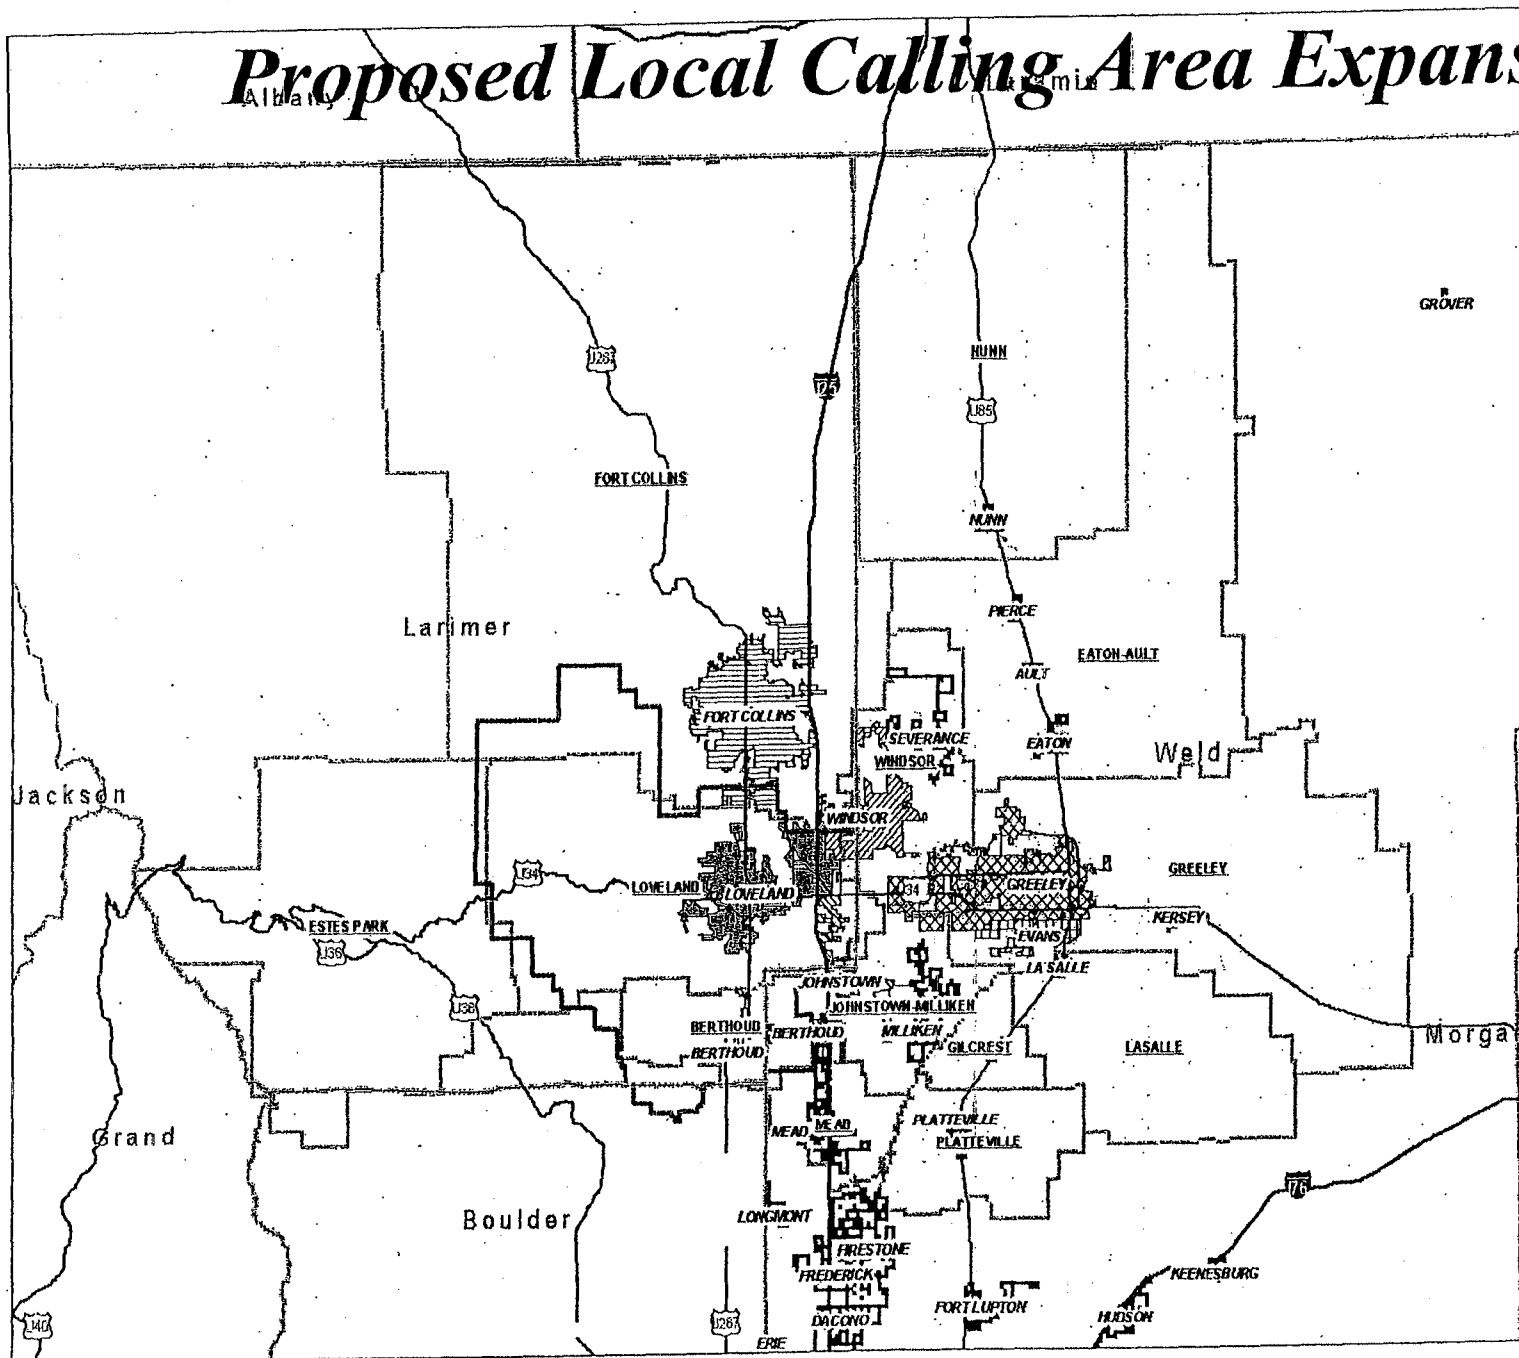 Proposed Local Calling Area Expans
Albany
GROVER
NUNN
U287
I25
U85
FORT COLLINS
NUNN
PIERCE
Larimer
EATON-AULT
AULT
FORT COLLINS
SEVERANCE
EATON
Weld
WINDSOR
Jackson
WINDSOR
GREELEY
U34
LOVELAND
LOVELAND
34
GREELEY
KERSEY
ESTES PARK
EVANS
U36
LA SALLE
JOHNSTOWN
U36
JOHNSTOWN-MILLIKEN
BERTHOUD
BERTHOUD
MILLIKEN
Morga
BERTHOUD
GILCREST
LASALLE
Grand
MEAD
MEAD
PLATTEVILLE
PLATTEVILLE
I76
Boulder
LONGMONT
FIRESTONE
FREDERICK
KEENESBURG
FORT LUPTON
HUDSON
U40
U287
DACONO
ERIE